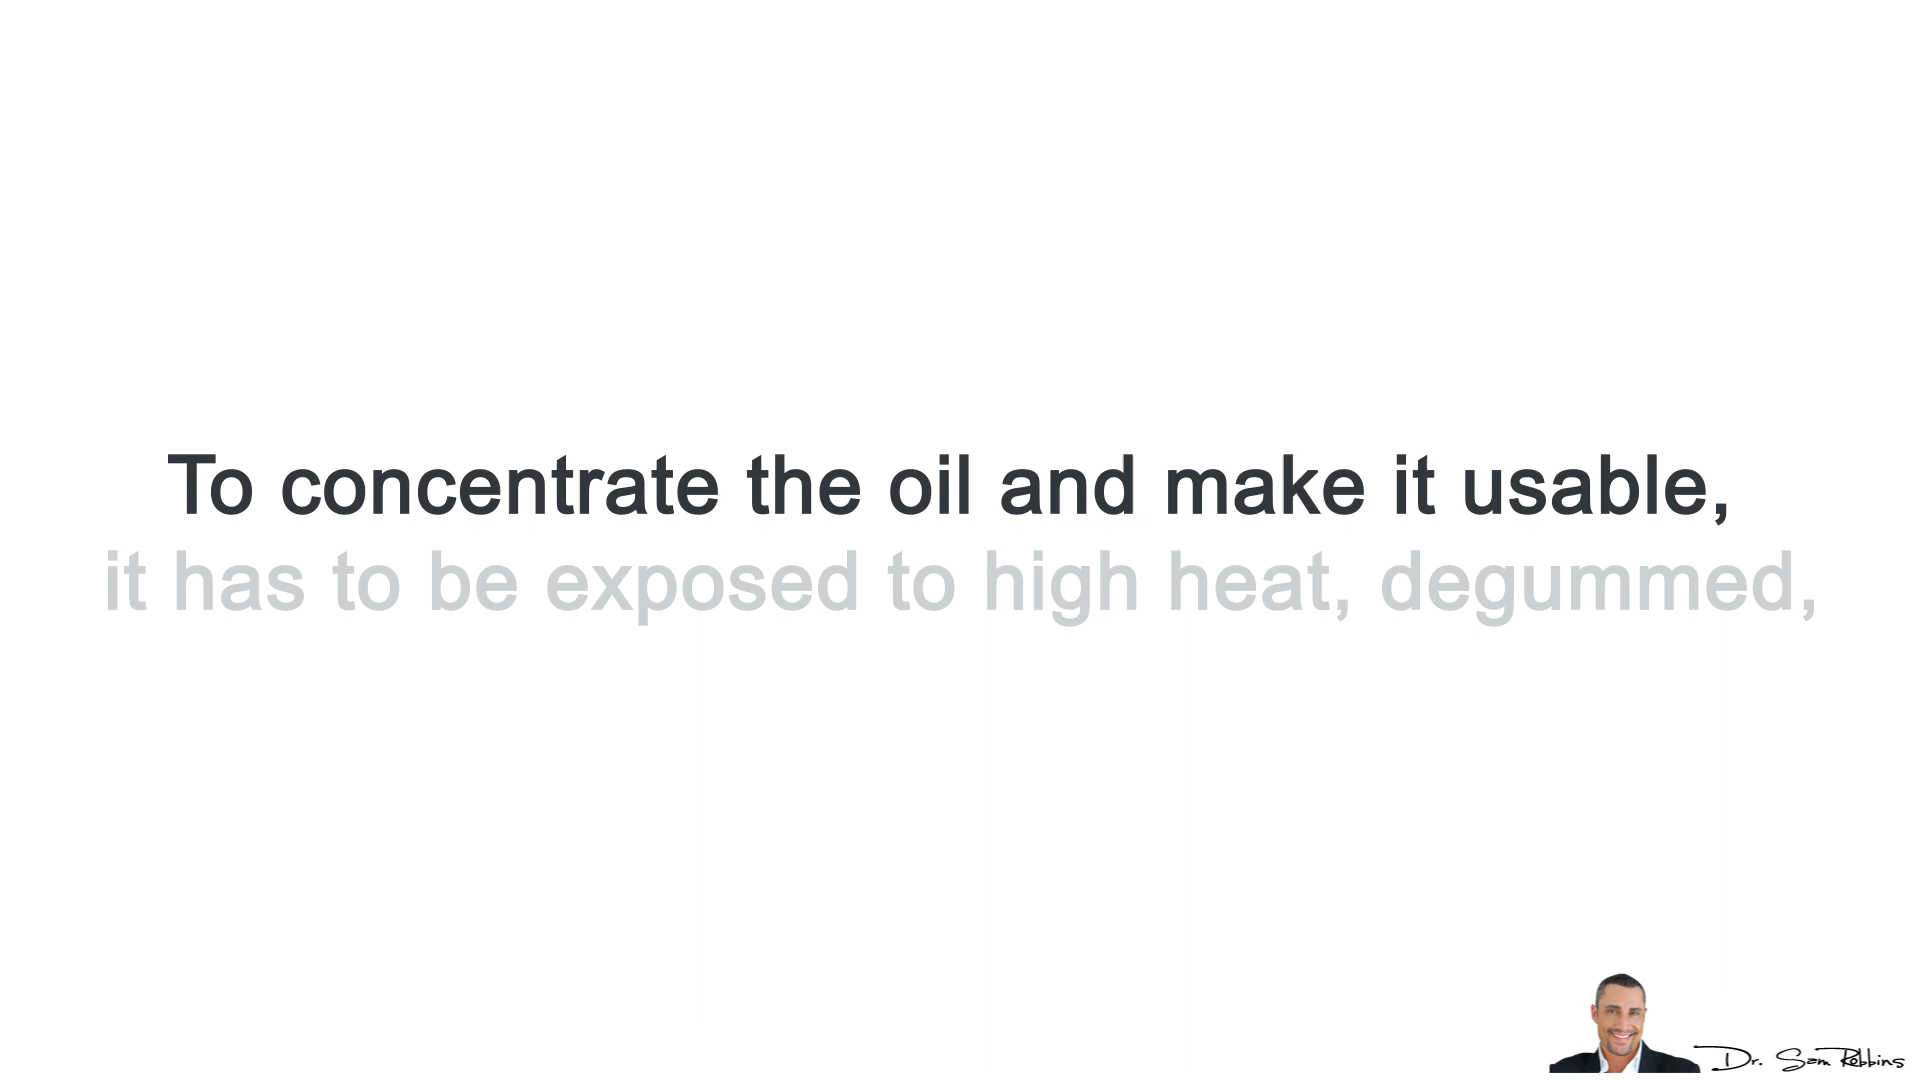 To concentrate the oil and make it usable,
it has to be exposed to high heat, degummed,
Dr. Sam Robbins